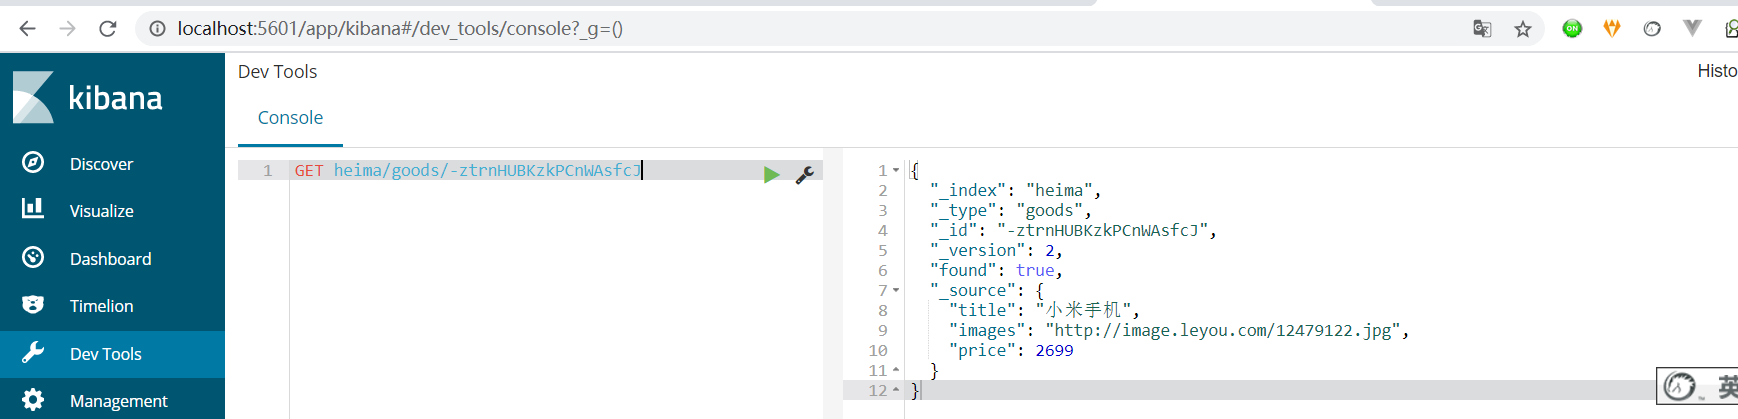 localhost:5601/app/kibana#/dev_tools/console?_g=()
kibana
Discover
Visualize
Dashboard
Timelion
Dev Tools
Management
Dev Tools
Histo
Console
1 GET heima/goods/-ztrnHUBKzkPCnWAsfcJ
1 {
2 "_index": "heima",
3 "_type": "goods",
4 "_id": "-ztrnHUBKzkPCnWAsfcJ",
5 "_version": 2,
6 "found": true,
7 "_source": {
8 "title": "小米手机",
9 "images": "http://image.leyou.com/12479122.jpg",
10 "price": 2699
11 }
12 }
ON
英